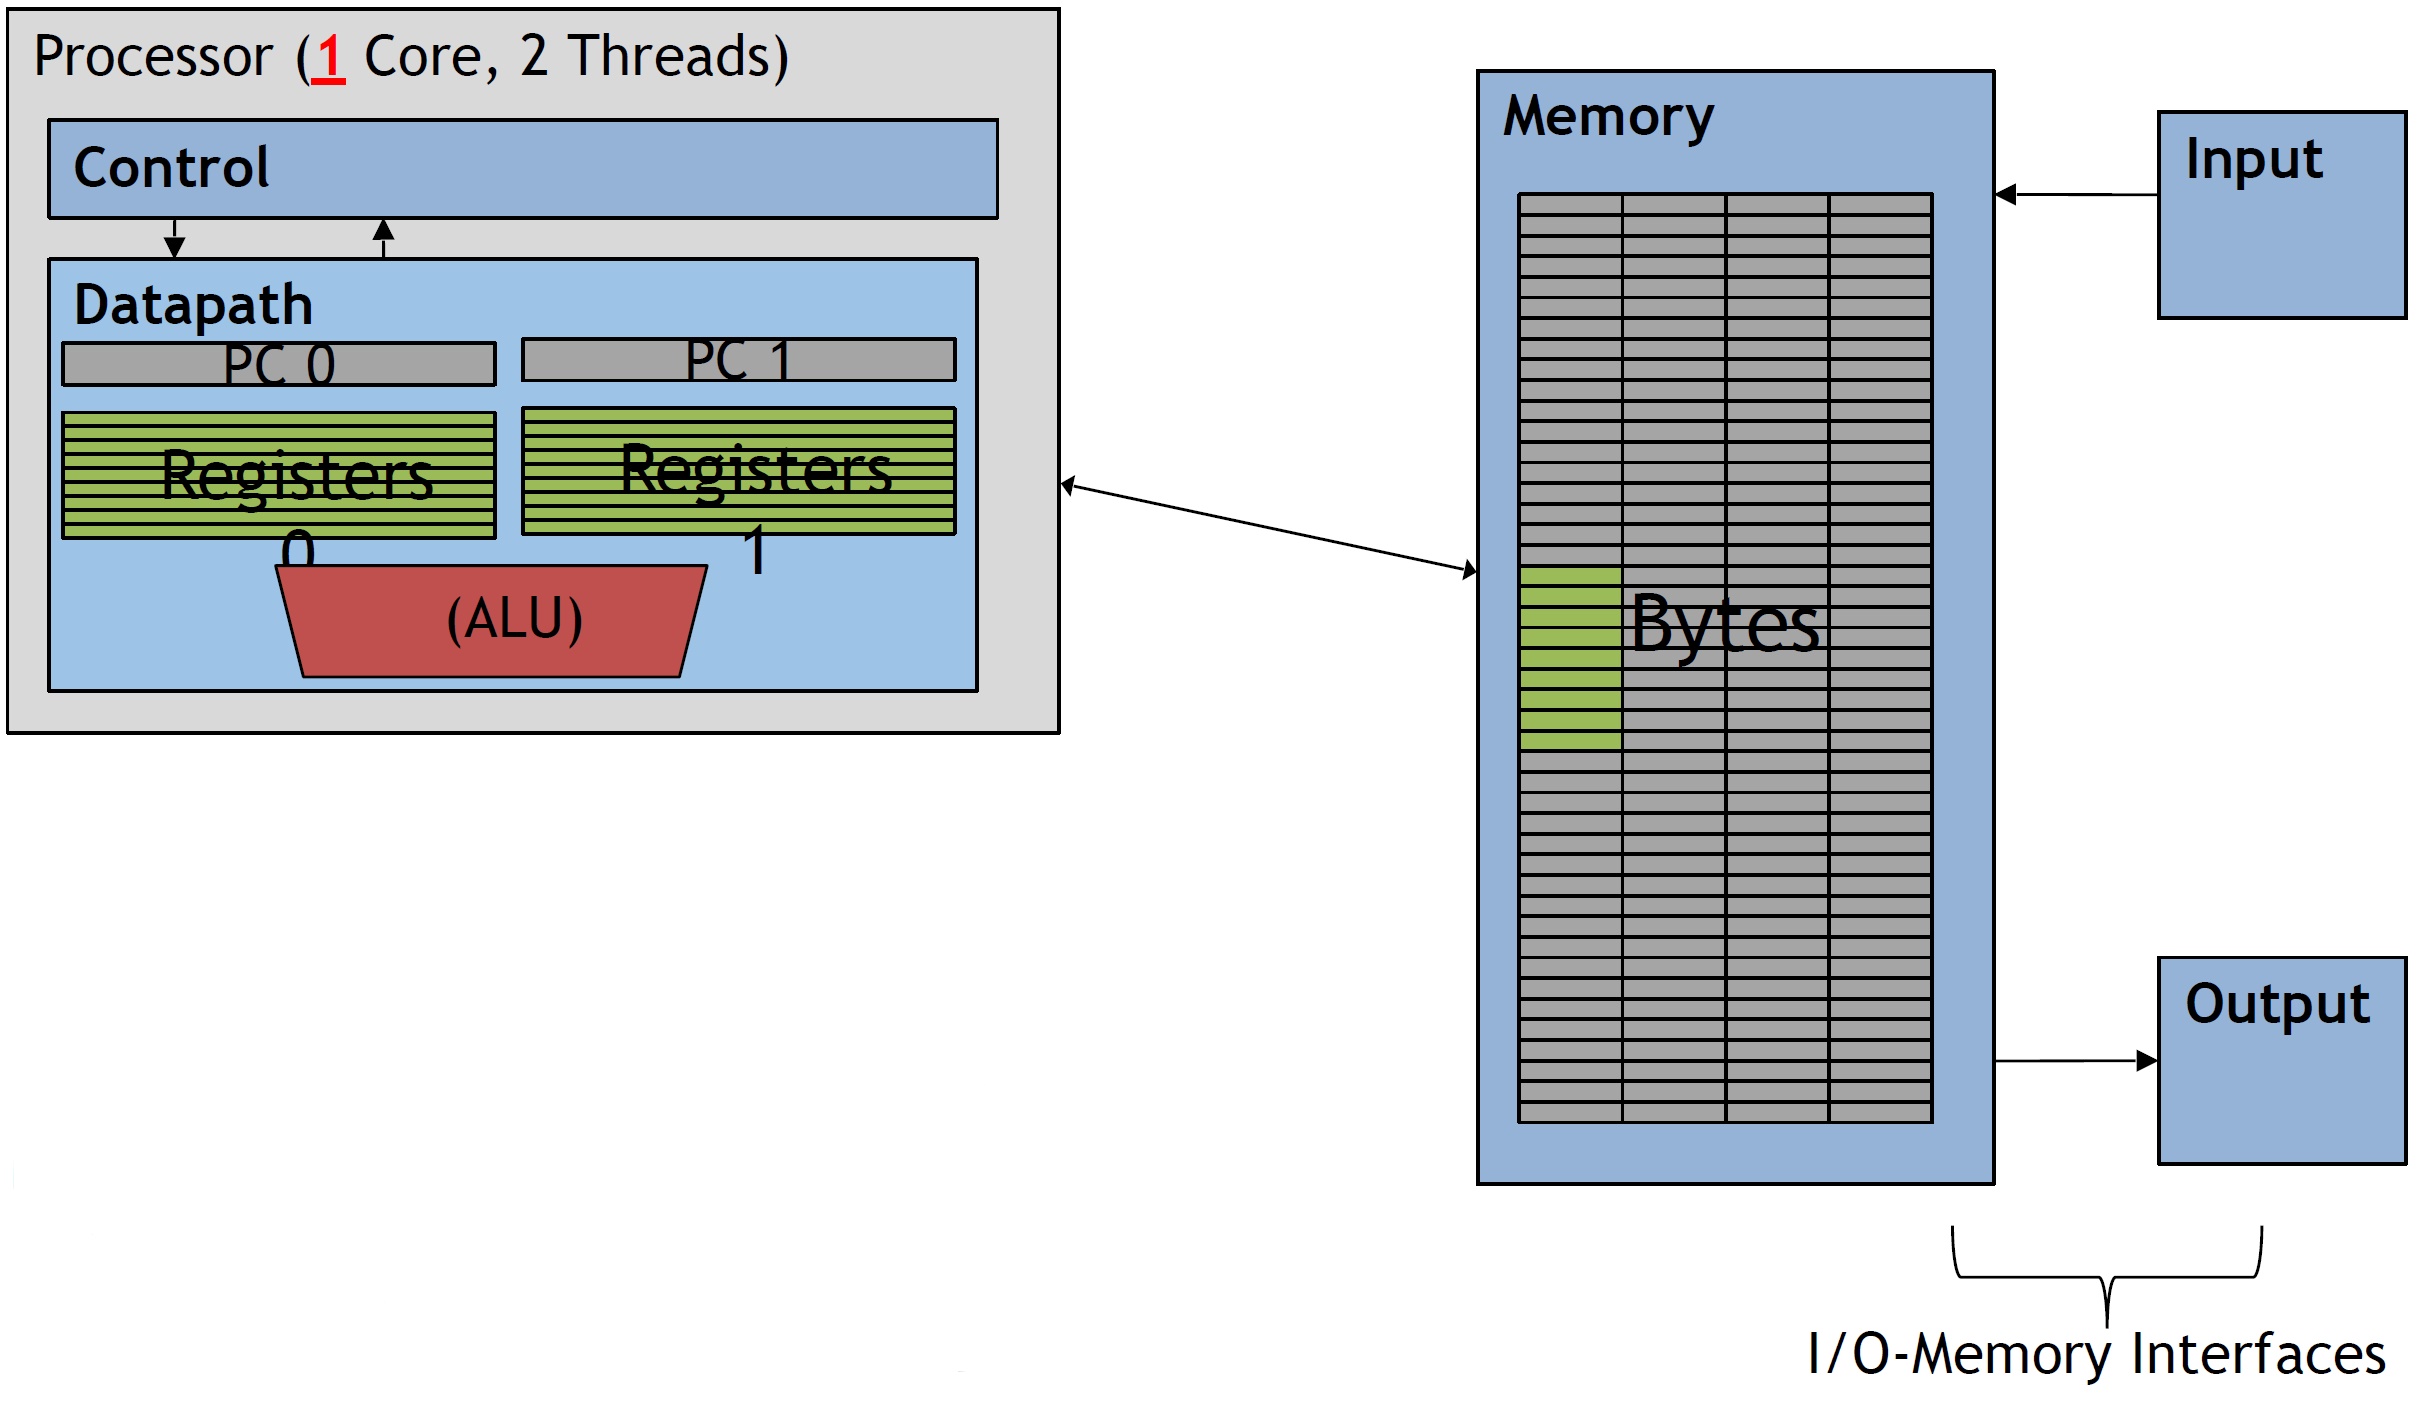 Processor (1 Core, 2 Threads)
Control
Datapath
PC 0
PC 1
Registers
0
Registers
1
(ALU)
Memory
Bytes
Input
Output
I/O-Memory Interfaces